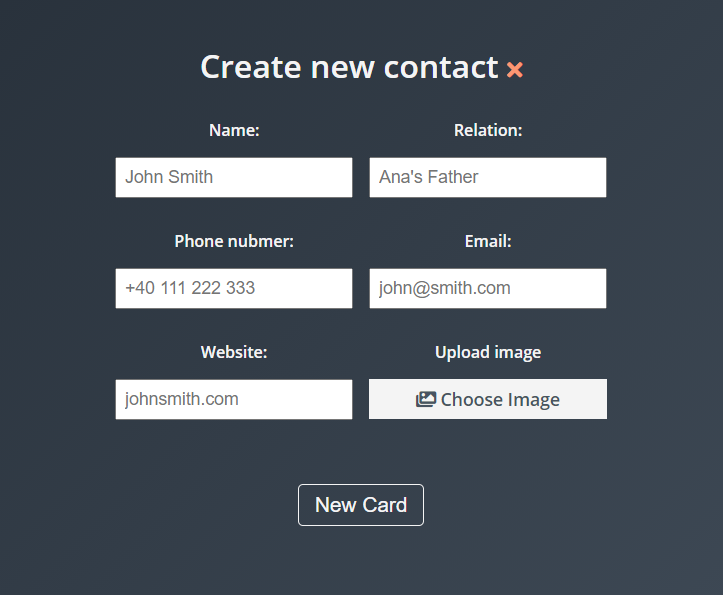 Create new contact
Name:
Relation:
John Smith
Ana's Father
Phone nubmer:
Email:
+40 111 222 333
john@smith.com
Website:
Upload image
johnsmith.com
Choose Image
New Card